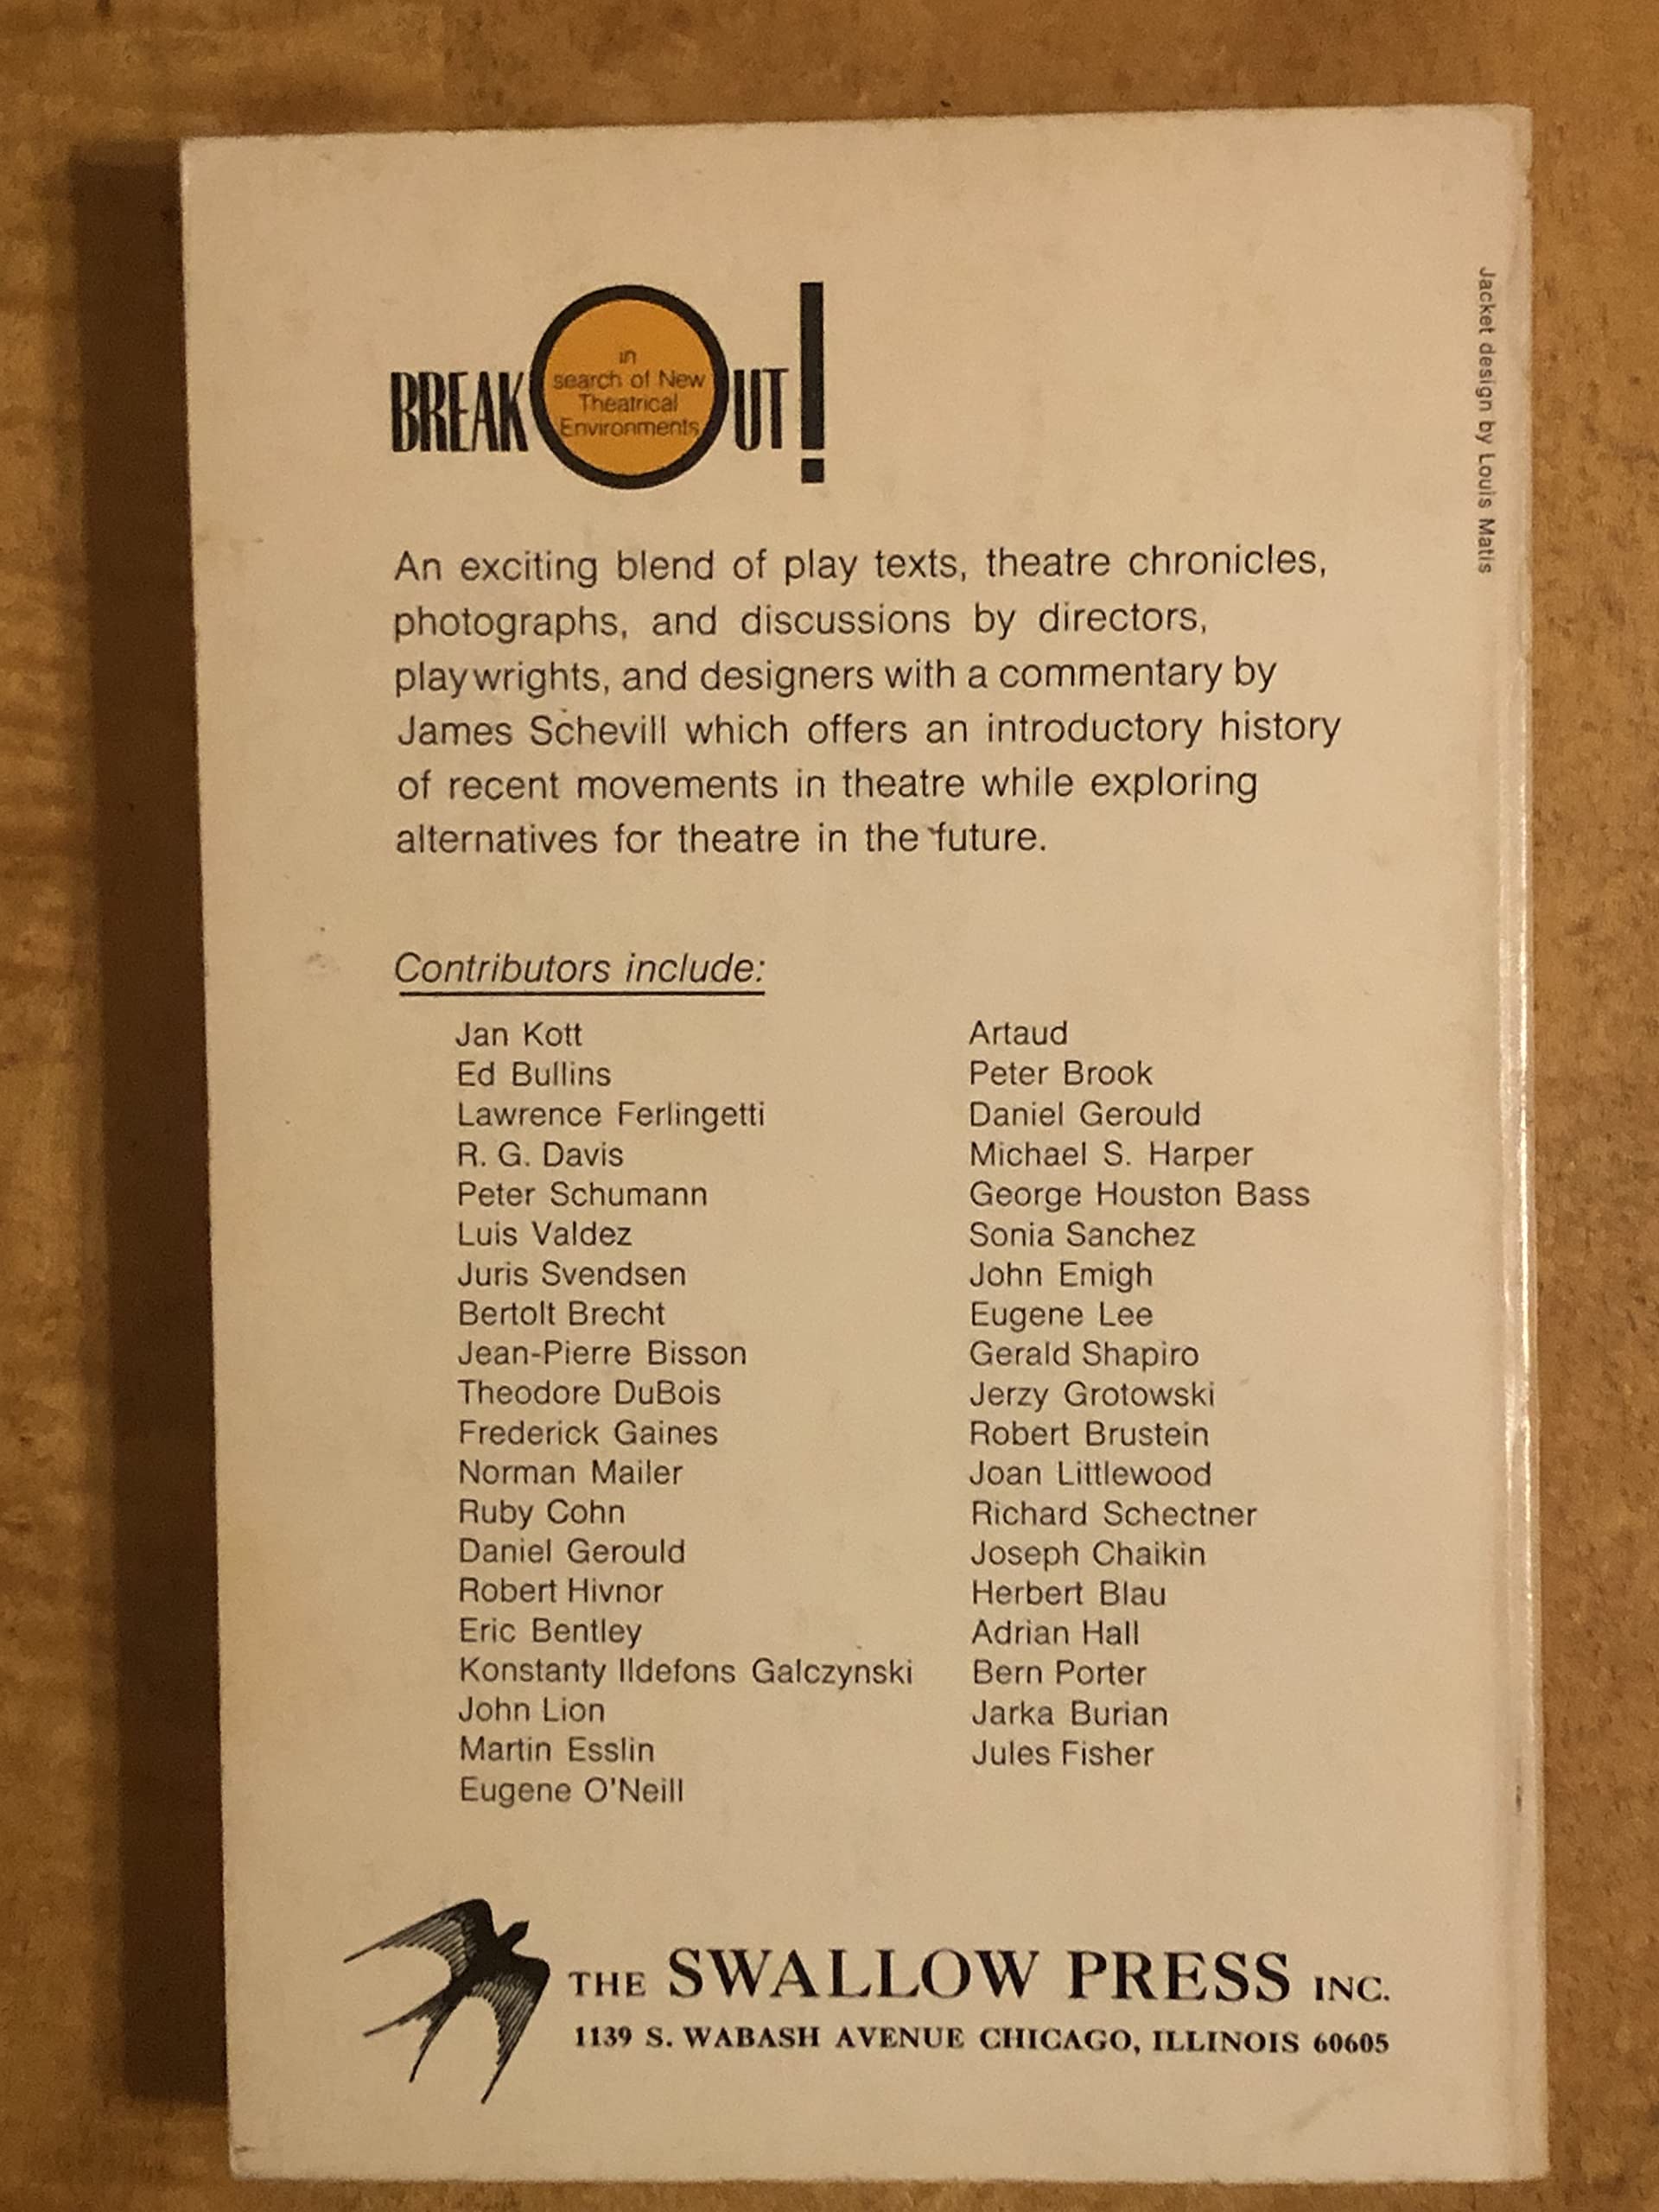 BREAKOUT!
in
search of New
Theatrical
Environments
An exciting blend of play texts, theatre chronicles,
photographs, and discussions by directors,
playwrights, and designers with a commentary by
James Schevill which offers an introductory history
of recent movements in theatre while exploring
alternatives for theatre in the future.
Contributors include:
Jan Kott
Ed Bullins
Lawrence Ferlingetti
R. G. Davis
Peter Schumann
Luis Valdez
Juris Svendsen
Bertolt Brecht
Jean-Pierre Bisson
Theodore DuBois
Frederick Gaines
Norman Mailer
Ruby Cohn
Daniel Gerould
Robert Hivnor
Eric Bentley
Konstanty Ildefons Galczynski
John Lion
Martin Esslin
Eugene O'Neill
Artaud
Peter Brook
Daniel Gerould
Michael S. Harper
George Houston Bass
Sonia Sanchez
John Emigh
Eugene Lee
Gerald Shapiro
Jerzy Grotowski
Robert Brustein
Joan Littlewood
Richard Schectner
Joseph Chaikin
Herbert Blau
Adrian Hall
Bern Porter
Jarka Burian
Jules Fisher
THE SWALLOW PRESS INC.
1139 S. WABASH AVENUE CHICAGO, ILLINOIS 60605
Jacket design by Louis Matis